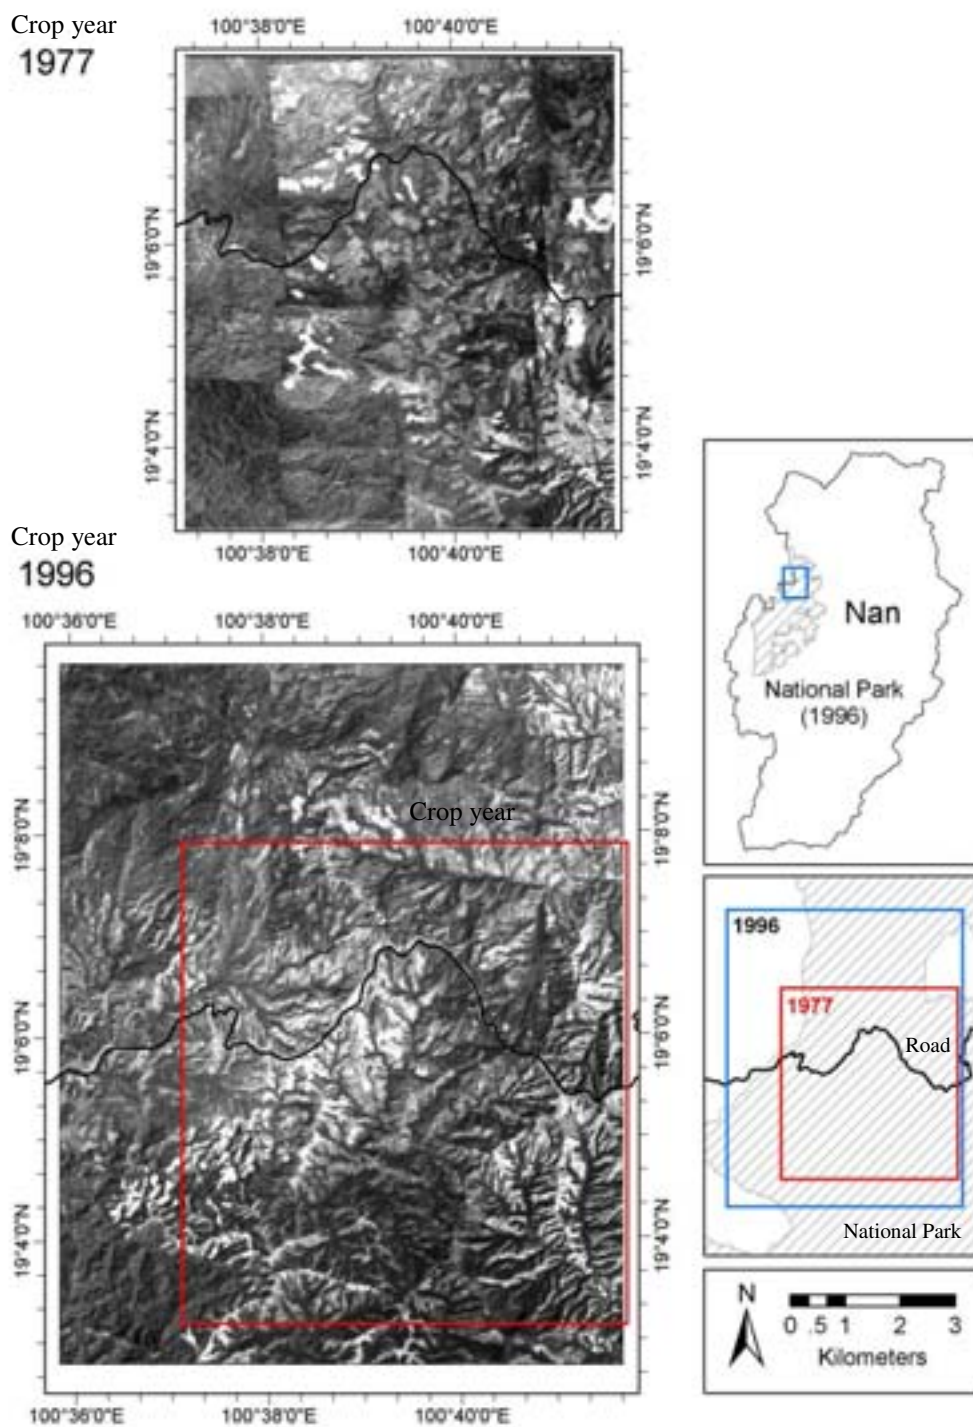 Crop year
1977
100°38'0"E
100°40'0"E
19°6'0"N
19°6'0"N
19°4'0"N
19°4'0"N
100°38'0"E
100°40'0"E
Crop year
1996
100°36'0"E
100°38'0"E
100°40'0"E
Crop year
19°8'0"N
19°8'0"N
19°6'0"N
19°6'0"N
19°4'0"N
19°4'0"N
100°36'0"E
100°38'0"E
100°40'0"E
Nan
National Park
(1996)
1996
1977
Road
National Park
N
0 .5 1 2 3
Kilometers